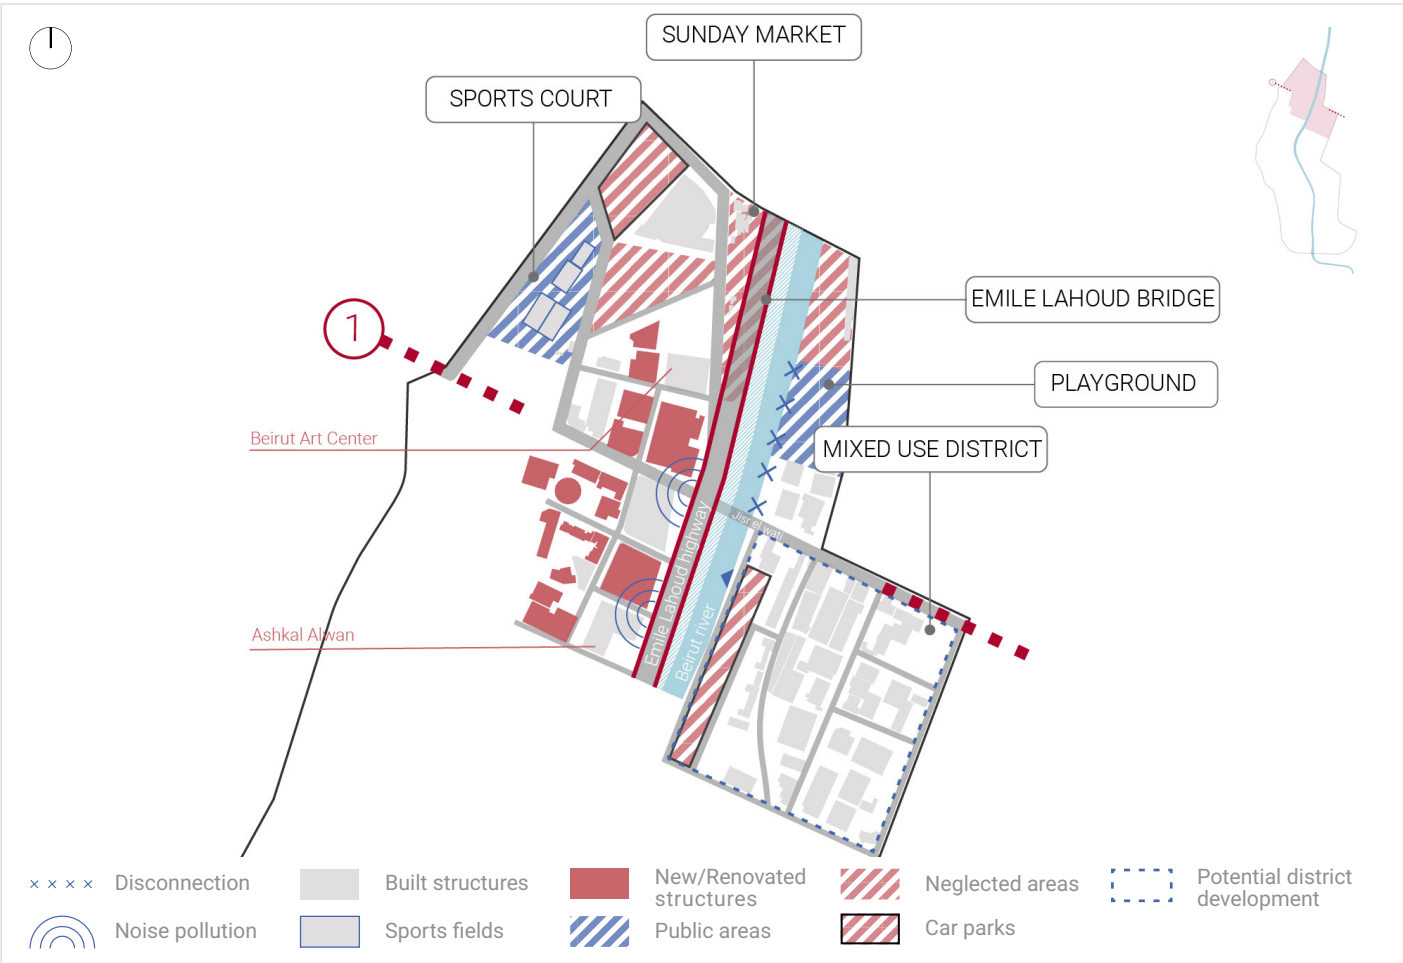 SUNDAY MARKET
SPORTS COURT
EMILE LAHOUD BRIDGE
1
PLAYGROUND
MIXED USE DISTRICT
Beirut Art Center
Jisr el wati
Emile Lahoud highway
Beirut river
Ashkal Alwan
Disconnection
Built structures
New/Renovated
structures
Neglected areas
Potential district
development
Noise pollution
Sports fields
Public areas
Car parks